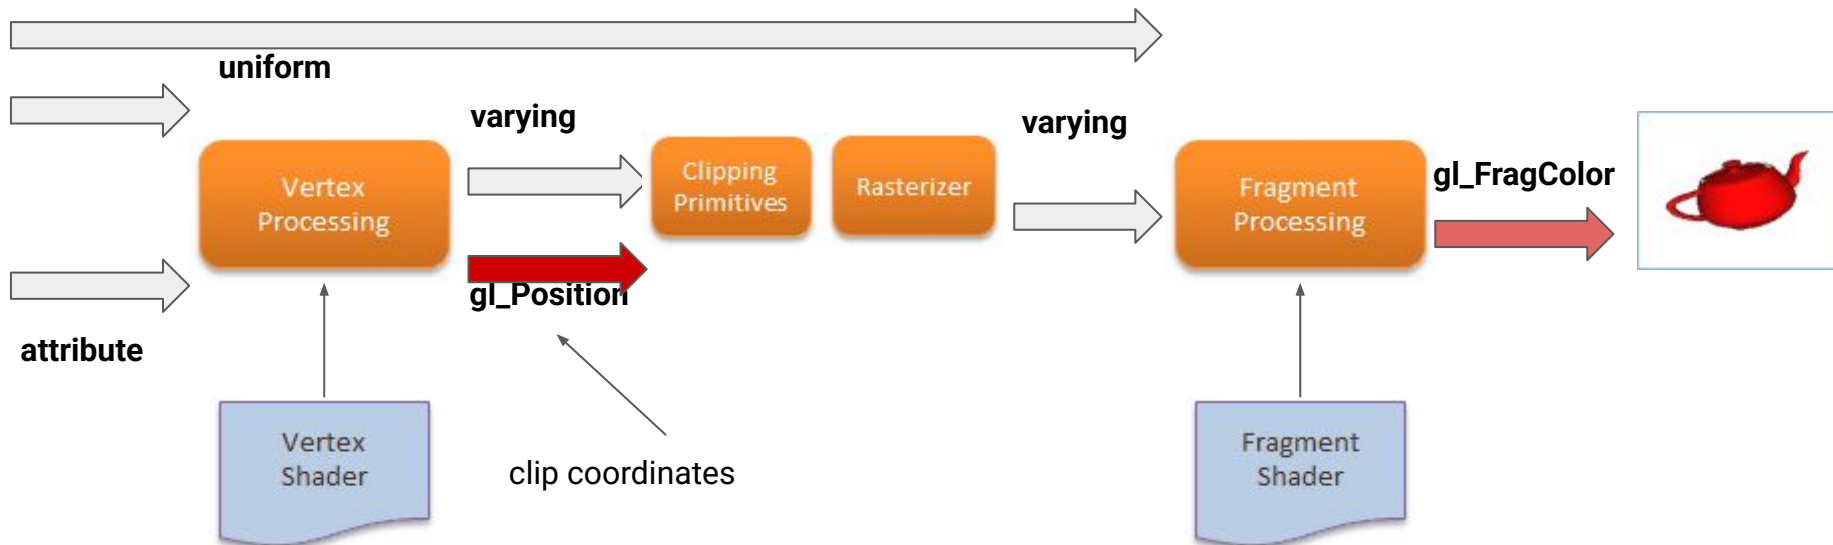 uniform
varying
varying
Vertex
Processing
Clipping
Primitives
Rasterizer
Fragment
Processing
gl_FragColor
gl_Position
attribute
Vertex
Shader
clip coordinates
Fragment
Shader